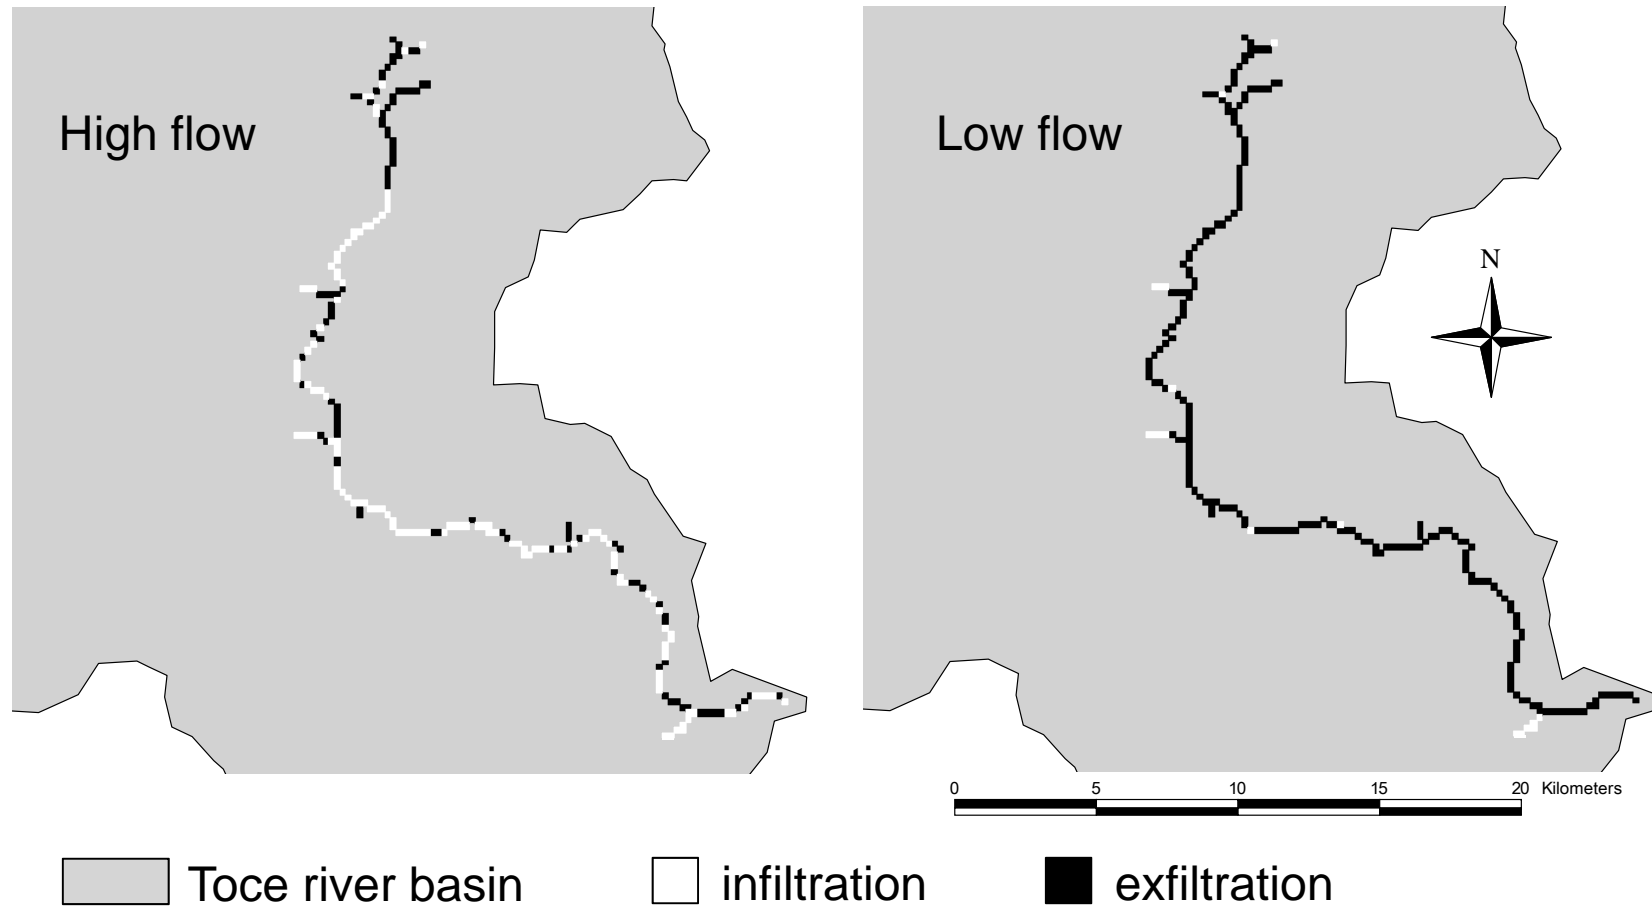 High flow
Low flow
N
0 5 10 15 20 Kilometers
Toce river basin
infiltration
exfiltration